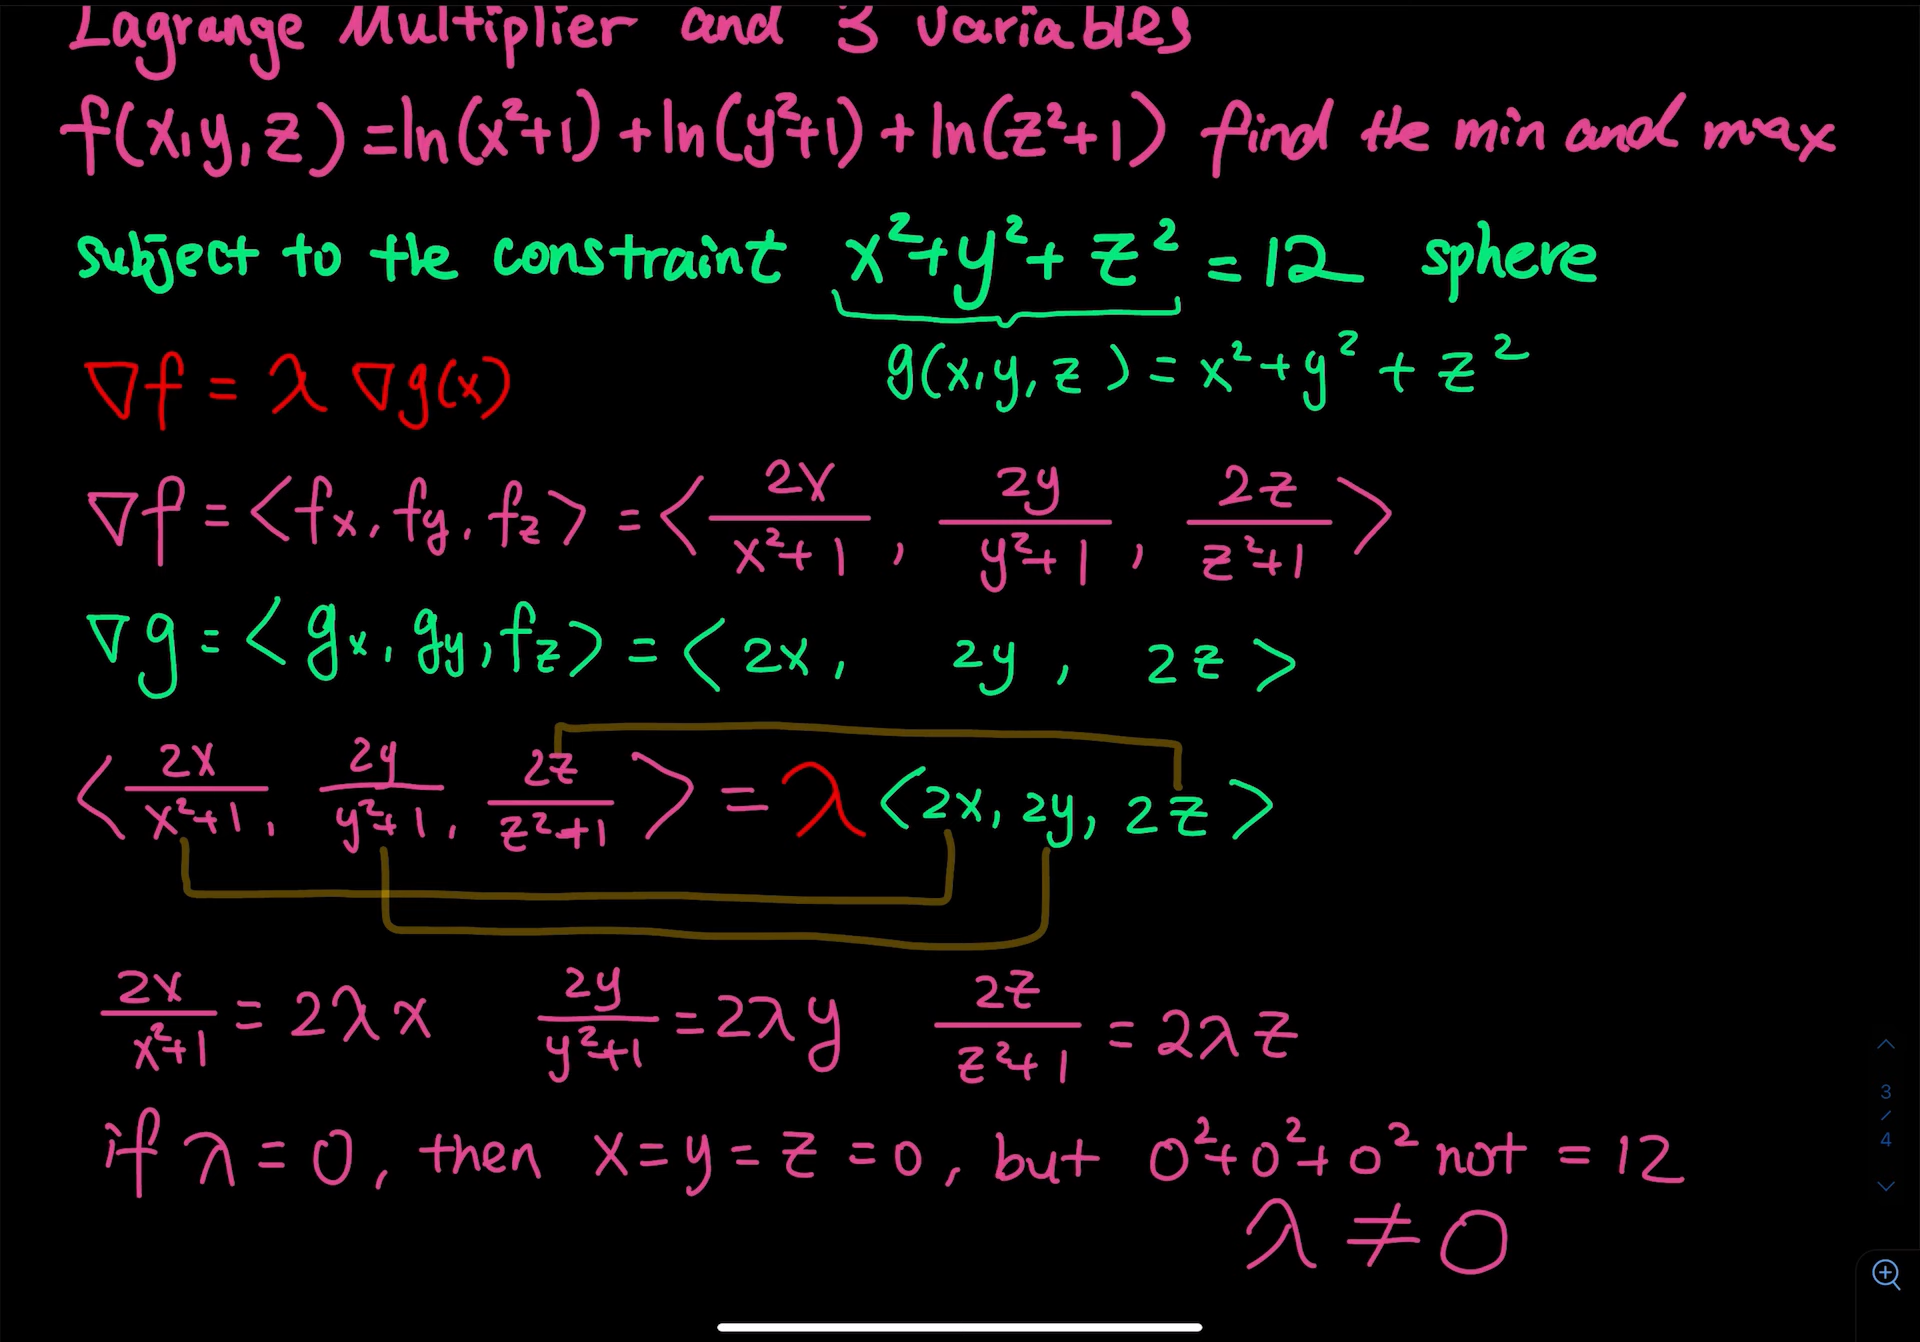 Lagrange Multiplier and 3 variables
f(x,y,z)=ln(x²+1)+ln(y²+1)+ln(z²+1) find the min and max
subject to the constraint x²+y²+z²=12 sphere
g(x,y,z)=x²+y²+z²
∇f=λ∇g(x)
∇f=<fx,fy,fz>=<2x/(x²+1), 2y/(y²+1), 2z/(z²+1)>
∇g=<gx,gy,fz>=<2x, 2y, 2z>
<2x/(x²+1), 2y/(y²+1), 2z/(z²+1)>=λ<2x,2y,2z>
2x/(x²+1)=2λx 2y/(y²+1)=2λy 2z/(z²+1)=2λz
if λ=0, then x=y=z=0, but 0²+0²+0² not =12
λ≠0
3
/
4